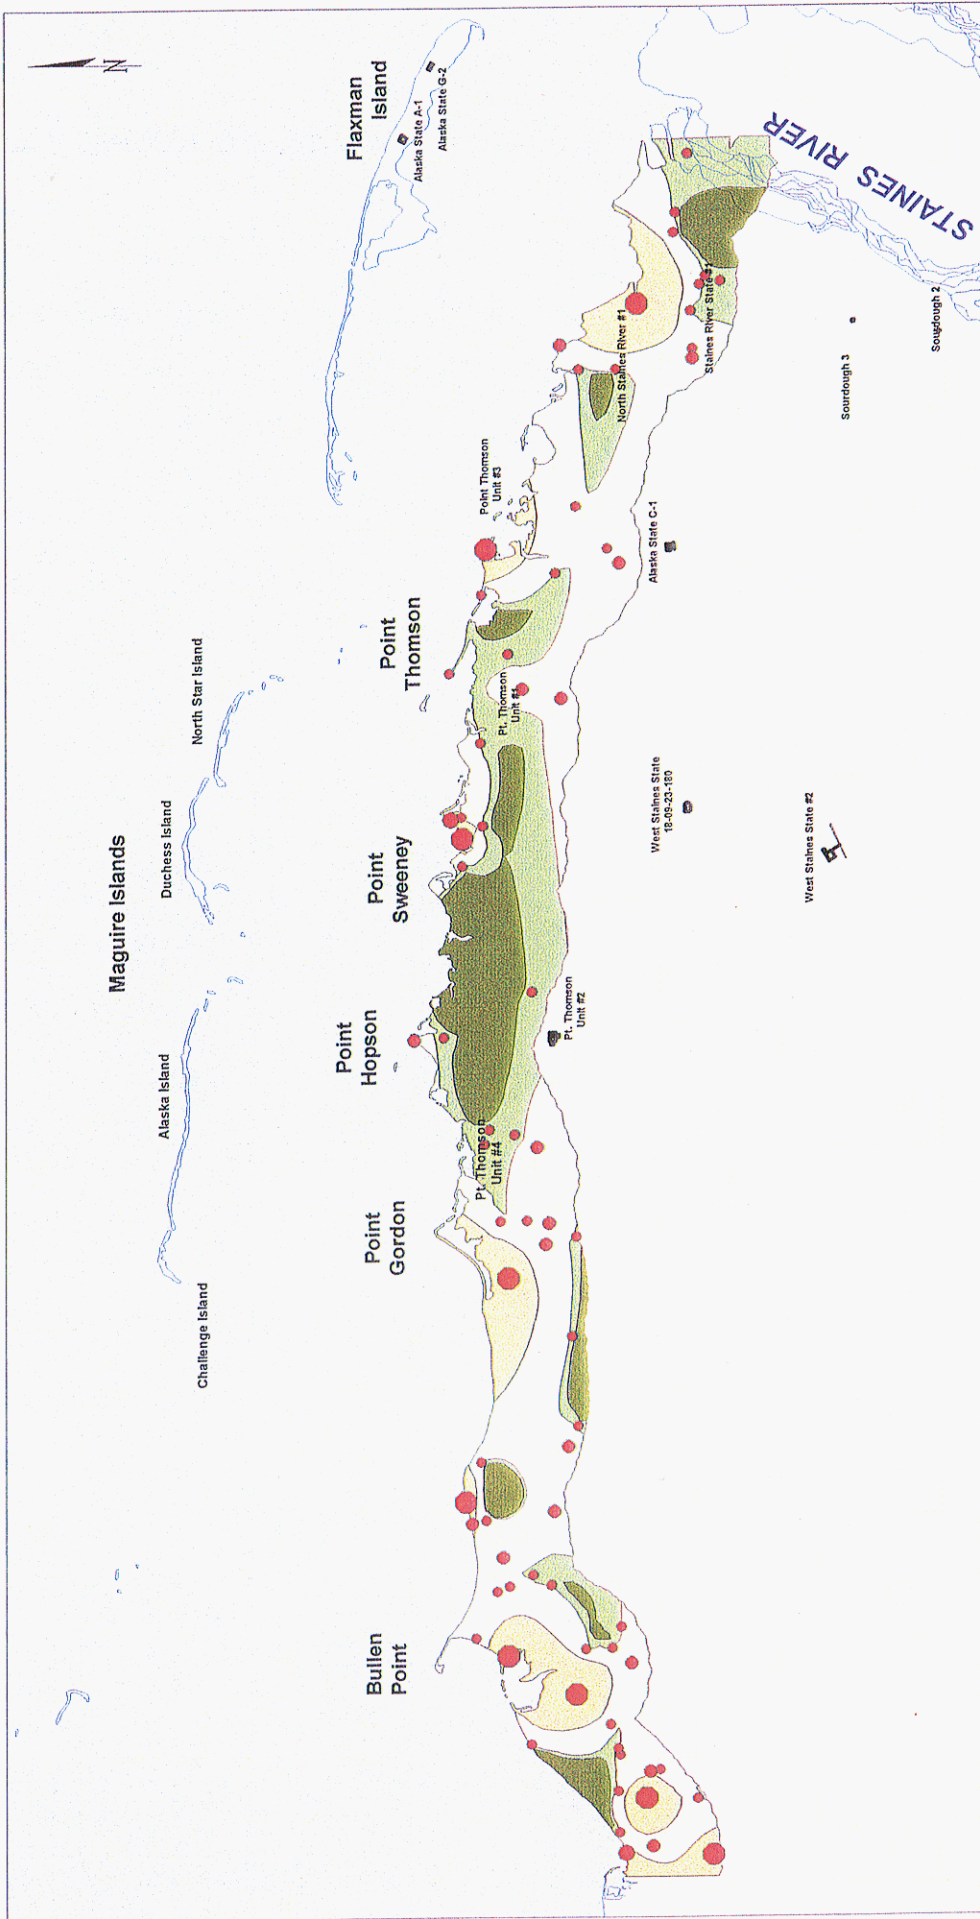 N
Flaxman
Island
Alaska State A-1
Alaska State G-2
STAINES RIVER
North Staines River #1
Staines River State #1
Sourdough 3
Sourdough 2
Point Thomson
Unit #3
Alaska State C-1
Point
Thomson
Pt. Thomson
Unit #1
North Star Island
Duchess Island
Maguire Islands
Point
Sweeney
West Staines State
18-09-23-180
West Staines State #2
Alaska Island
Point
Hopson
Pt. Thomson
Unit #2
Pt. Thomson
Unit #4
Point
Gordon
Challenge Island
Bullen
Point